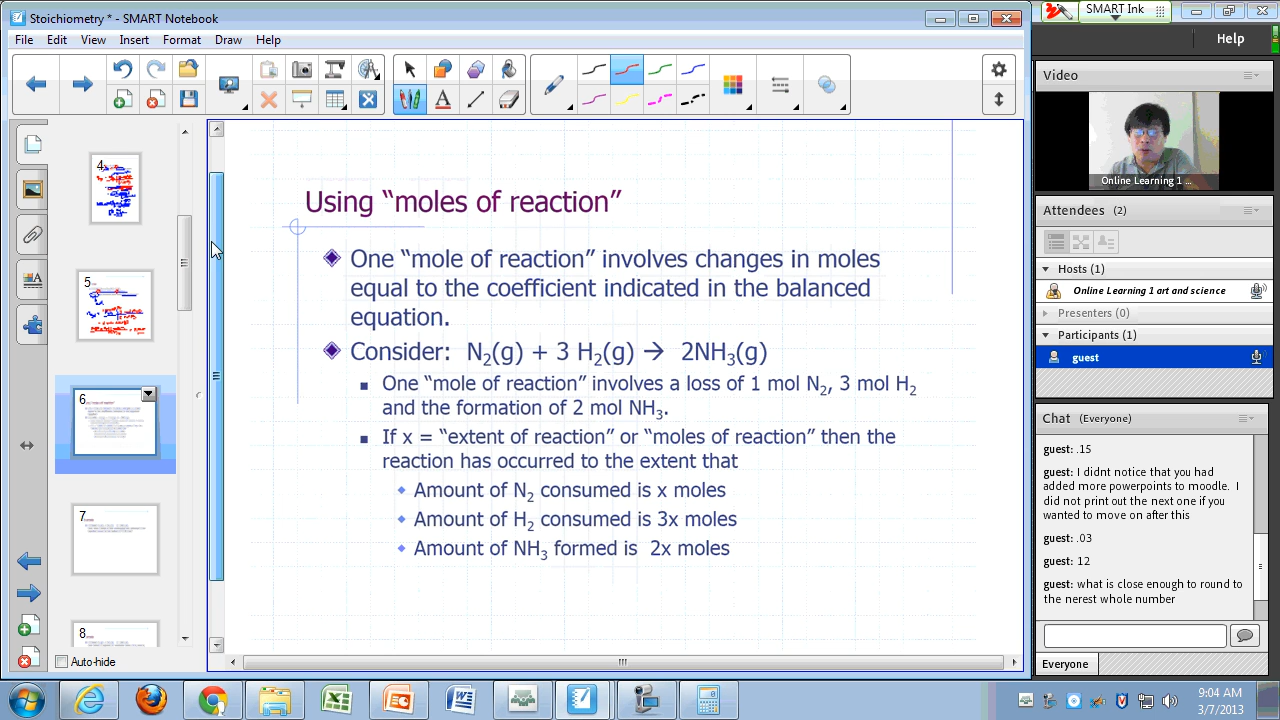 Stoichiometry * - SMART Notebook
SMART Ink
File Edit View Insert Format Draw Help
Help
Video
Online Learning 1 ...
Attendees (2)
Hosts (1)
Online Learning 1 art and science
Presenters (0)
Participants (1)
guest
Chat (Everyone)
guest: .15
guest: I didnt notice that you had
added more powerpoints to moodle. I
did not print out the next one if you
wanted to move on after this
guest: .03
guest: 12
guest: what is close enough to round to
the nerest whole number
Everyone
4
5
6
7
8
Auto-hide
Using “moles of reaction”
One “mole of reaction” involves changes in moles
equal to the coefficient indicated in the balanced
equation.
Consider: N₂(g) + 3 H₂(g) → 2NH₃(g)
One “mole of reaction” involves a loss of 1 mol N₂, 3 mol H₂
and the formation of 2 mol NH₃.
If x = “extent of reaction” or “moles of reaction” then the
reaction has occurred to the extent that
Amount of N₂ consumed is x moles
Amount of H₂ consumed is 3x moles
Amount of NH₃ formed is 2x moles
9:04 AM
3/7/2013